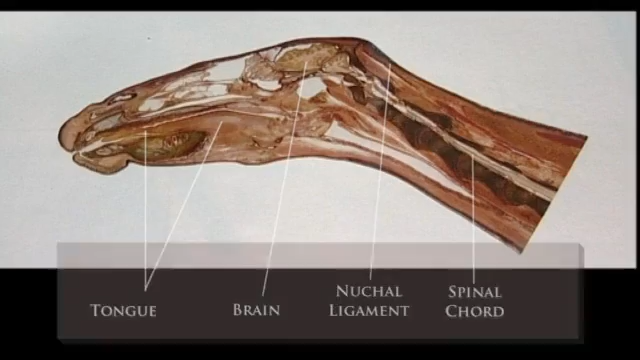 TONGUE
BRAIN
NUCHAL
LIGAMENT
SPINAL
CHORD